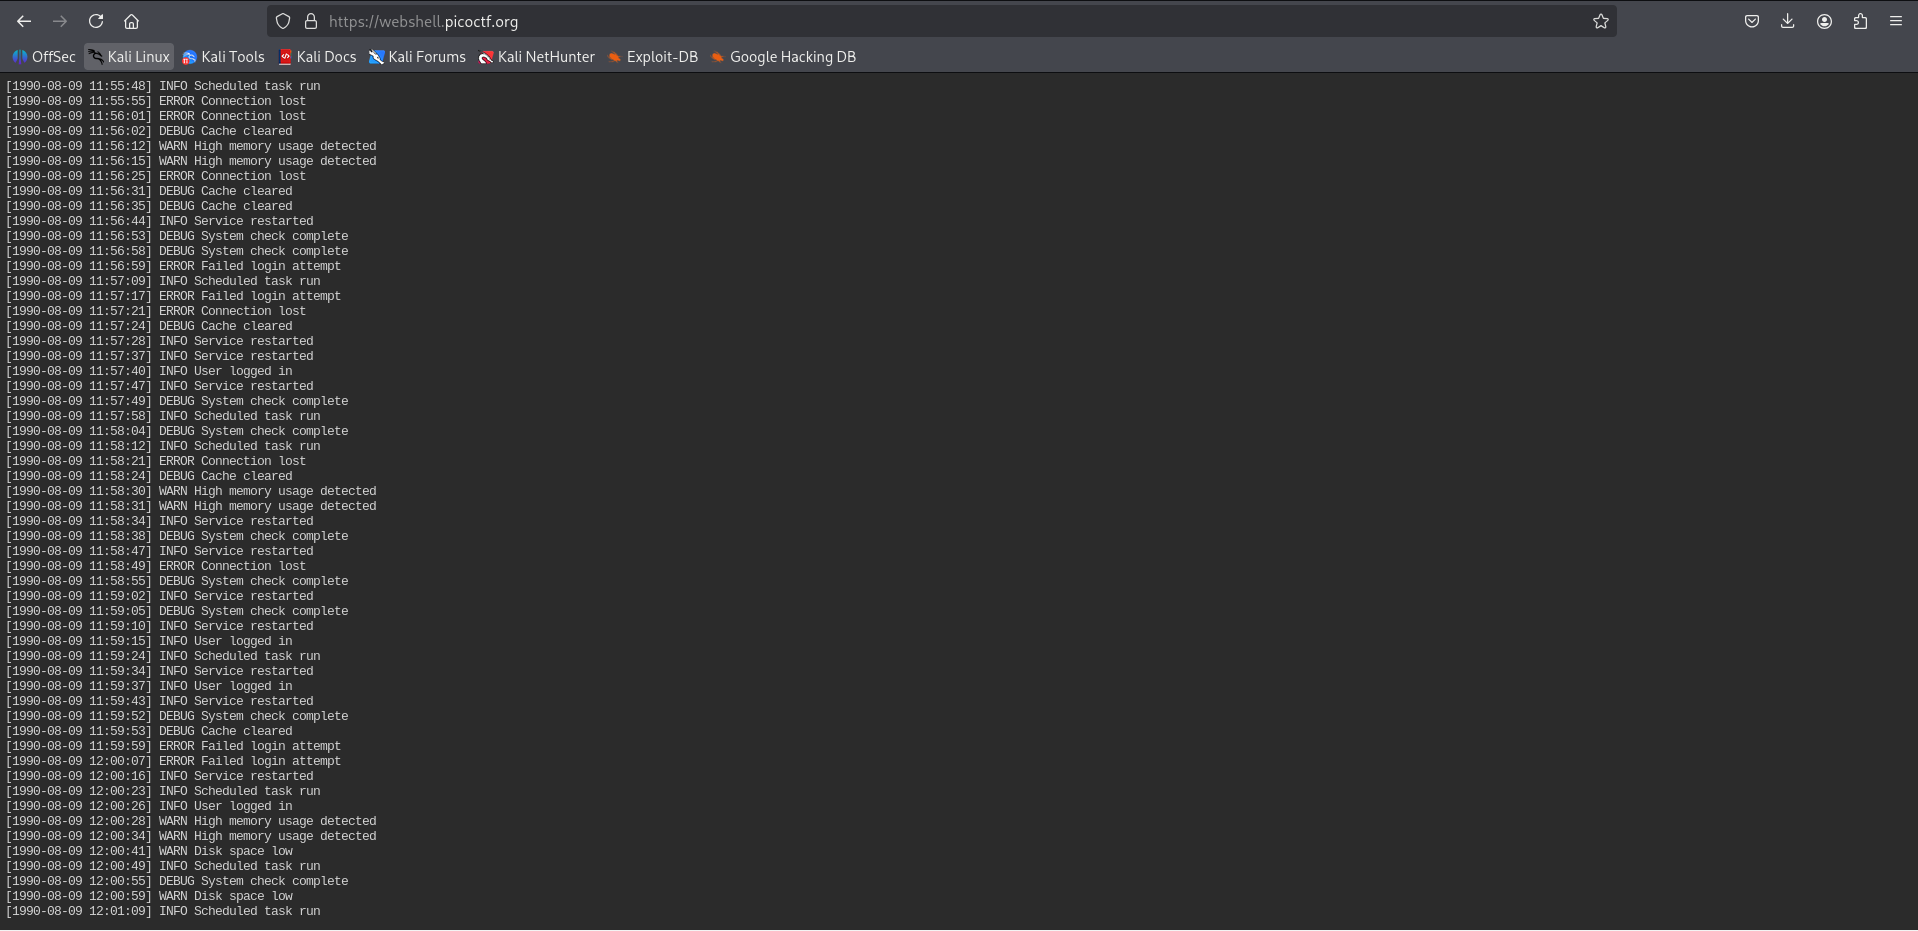 https://webshell.picoctf.org
OffSec Kali Linux Kali Tools Kali Docs Kali Forums Kali NetHunter Exploit-DB Google Hacking DB
[1990-08-09 11:55:48] INFO Scheduled task run
[1990-08-09 11:55:55] ERROR Connection lost
[1990-08-09 11:56:01] ERROR Connection lost
[1990-08-09 11:56:02] DEBUG Cache cleared
[1990-08-09 11:56:12] WARN High memory usage detected
[1990-08-09 11:56:15] WARN High memory usage detected
[1990-08-09 11:56:25] ERROR Connection lost
[1990-08-09 11:56:31] DEBUG Cache cleared
[1990-08-09 11:56:35] DEBUG Cache cleared
[1990-08-09 11:56:44] INFO Service restarted
[1990-08-09 11:56:53] DEBUG System check complete
[1990-08-09 11:56:58] DEBUG System check complete
[1990-08-09 11:56:59] ERROR Failed login attempt
[1990-08-09 11:57:09] INFO Scheduled task run
[1990-08-09 11:57:17] ERROR Failed login attempt
[1990-08-09 11:57:21] ERROR Connection lost
[1990-08-09 11:57:24] DEBUG Cache cleared
[1990-08-09 11:57:28] INFO Service restarted
[1990-08-09 11:57:37] INFO Service restarted
[1990-08-09 11:57:40] INFO User logged in
[1990-08-09 11:57:47] INFO Service restarted
[1990-08-09 11:57:49] DEBUG System check complete
[1990-08-09 11:57:58] INFO Scheduled task run
[1990-08-09 11:58:04] DEBUG System check complete
[1990-08-09 11:58:12] INFO Scheduled task run
[1990-08-09 11:58:21] ERROR Connection lost
[1990-08-09 11:58:24] DEBUG Cache cleared
[1990-08-09 11:58:30] WARN High memory usage detected
[1990-08-09 11:58:31] WARN High memory usage detected
[1990-08-09 11:58:34] INFO Service restarted
[1990-08-09 11:58:38] DEBUG System check complete
[1990-08-09 11:58:47] INFO Service restarted
[1990-08-09 11:58:49] ERROR Connection lost
[1990-08-09 11:58:55] DEBUG System check complete
[1990-08-09 11:59:02] INFO Service restarted
[1990-08-09 11:59:05] DEBUG System check complete
[1990-08-09 11:59:10] INFO Service restarted
[1990-08-09 11:59:15] INFO User logged in
[1990-08-09 11:59:24] INFO Scheduled task run
[1990-08-09 11:59:34] INFO Service restarted
[1990-08-09 11:59:37] INFO User logged in
[1990-08-09 11:59:43] INFO Service restarted
[1990-08-09 11:59:52] DEBUG System check complete
[1990-08-09 11:59:53] DEBUG Cache cleared
[1990-08-09 11:59:59] ERROR Failed login attempt
[1990-08-09 12:00:07] ERROR Failed login attempt
[1990-08-09 12:00:16] INFO Service restarted
[1990-08-09 12:00:23] INFO Scheduled task run
[1990-08-09 12:00:26] INFO User logged in
[1990-08-09 12:00:28] WARN High memory usage detected
[1990-08-09 12:00:34] WARN High memory usage detected
[1990-08-09 12:00:41] WARN Disk space low
[1990-08-09 12:00:49] INFO Scheduled task run
[1990-08-09 12:00:55] DEBUG System check complete
[1990-08-09 12:00:59] WARN Disk space low
[1990-08-09 12:01:09] INFO Scheduled task run